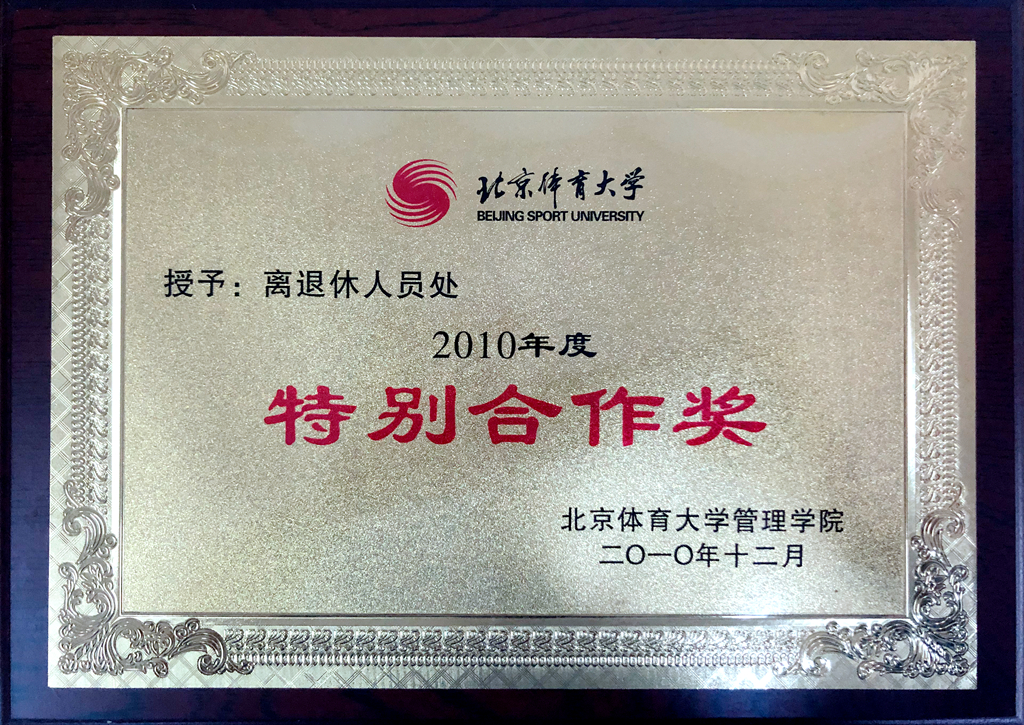 北京体育大学
BEIJING SPORT UNIVERSITY
授予：离退休人员处
2010年度
特别合作奖
北京体育大学管理学院
二〇一〇年十二月